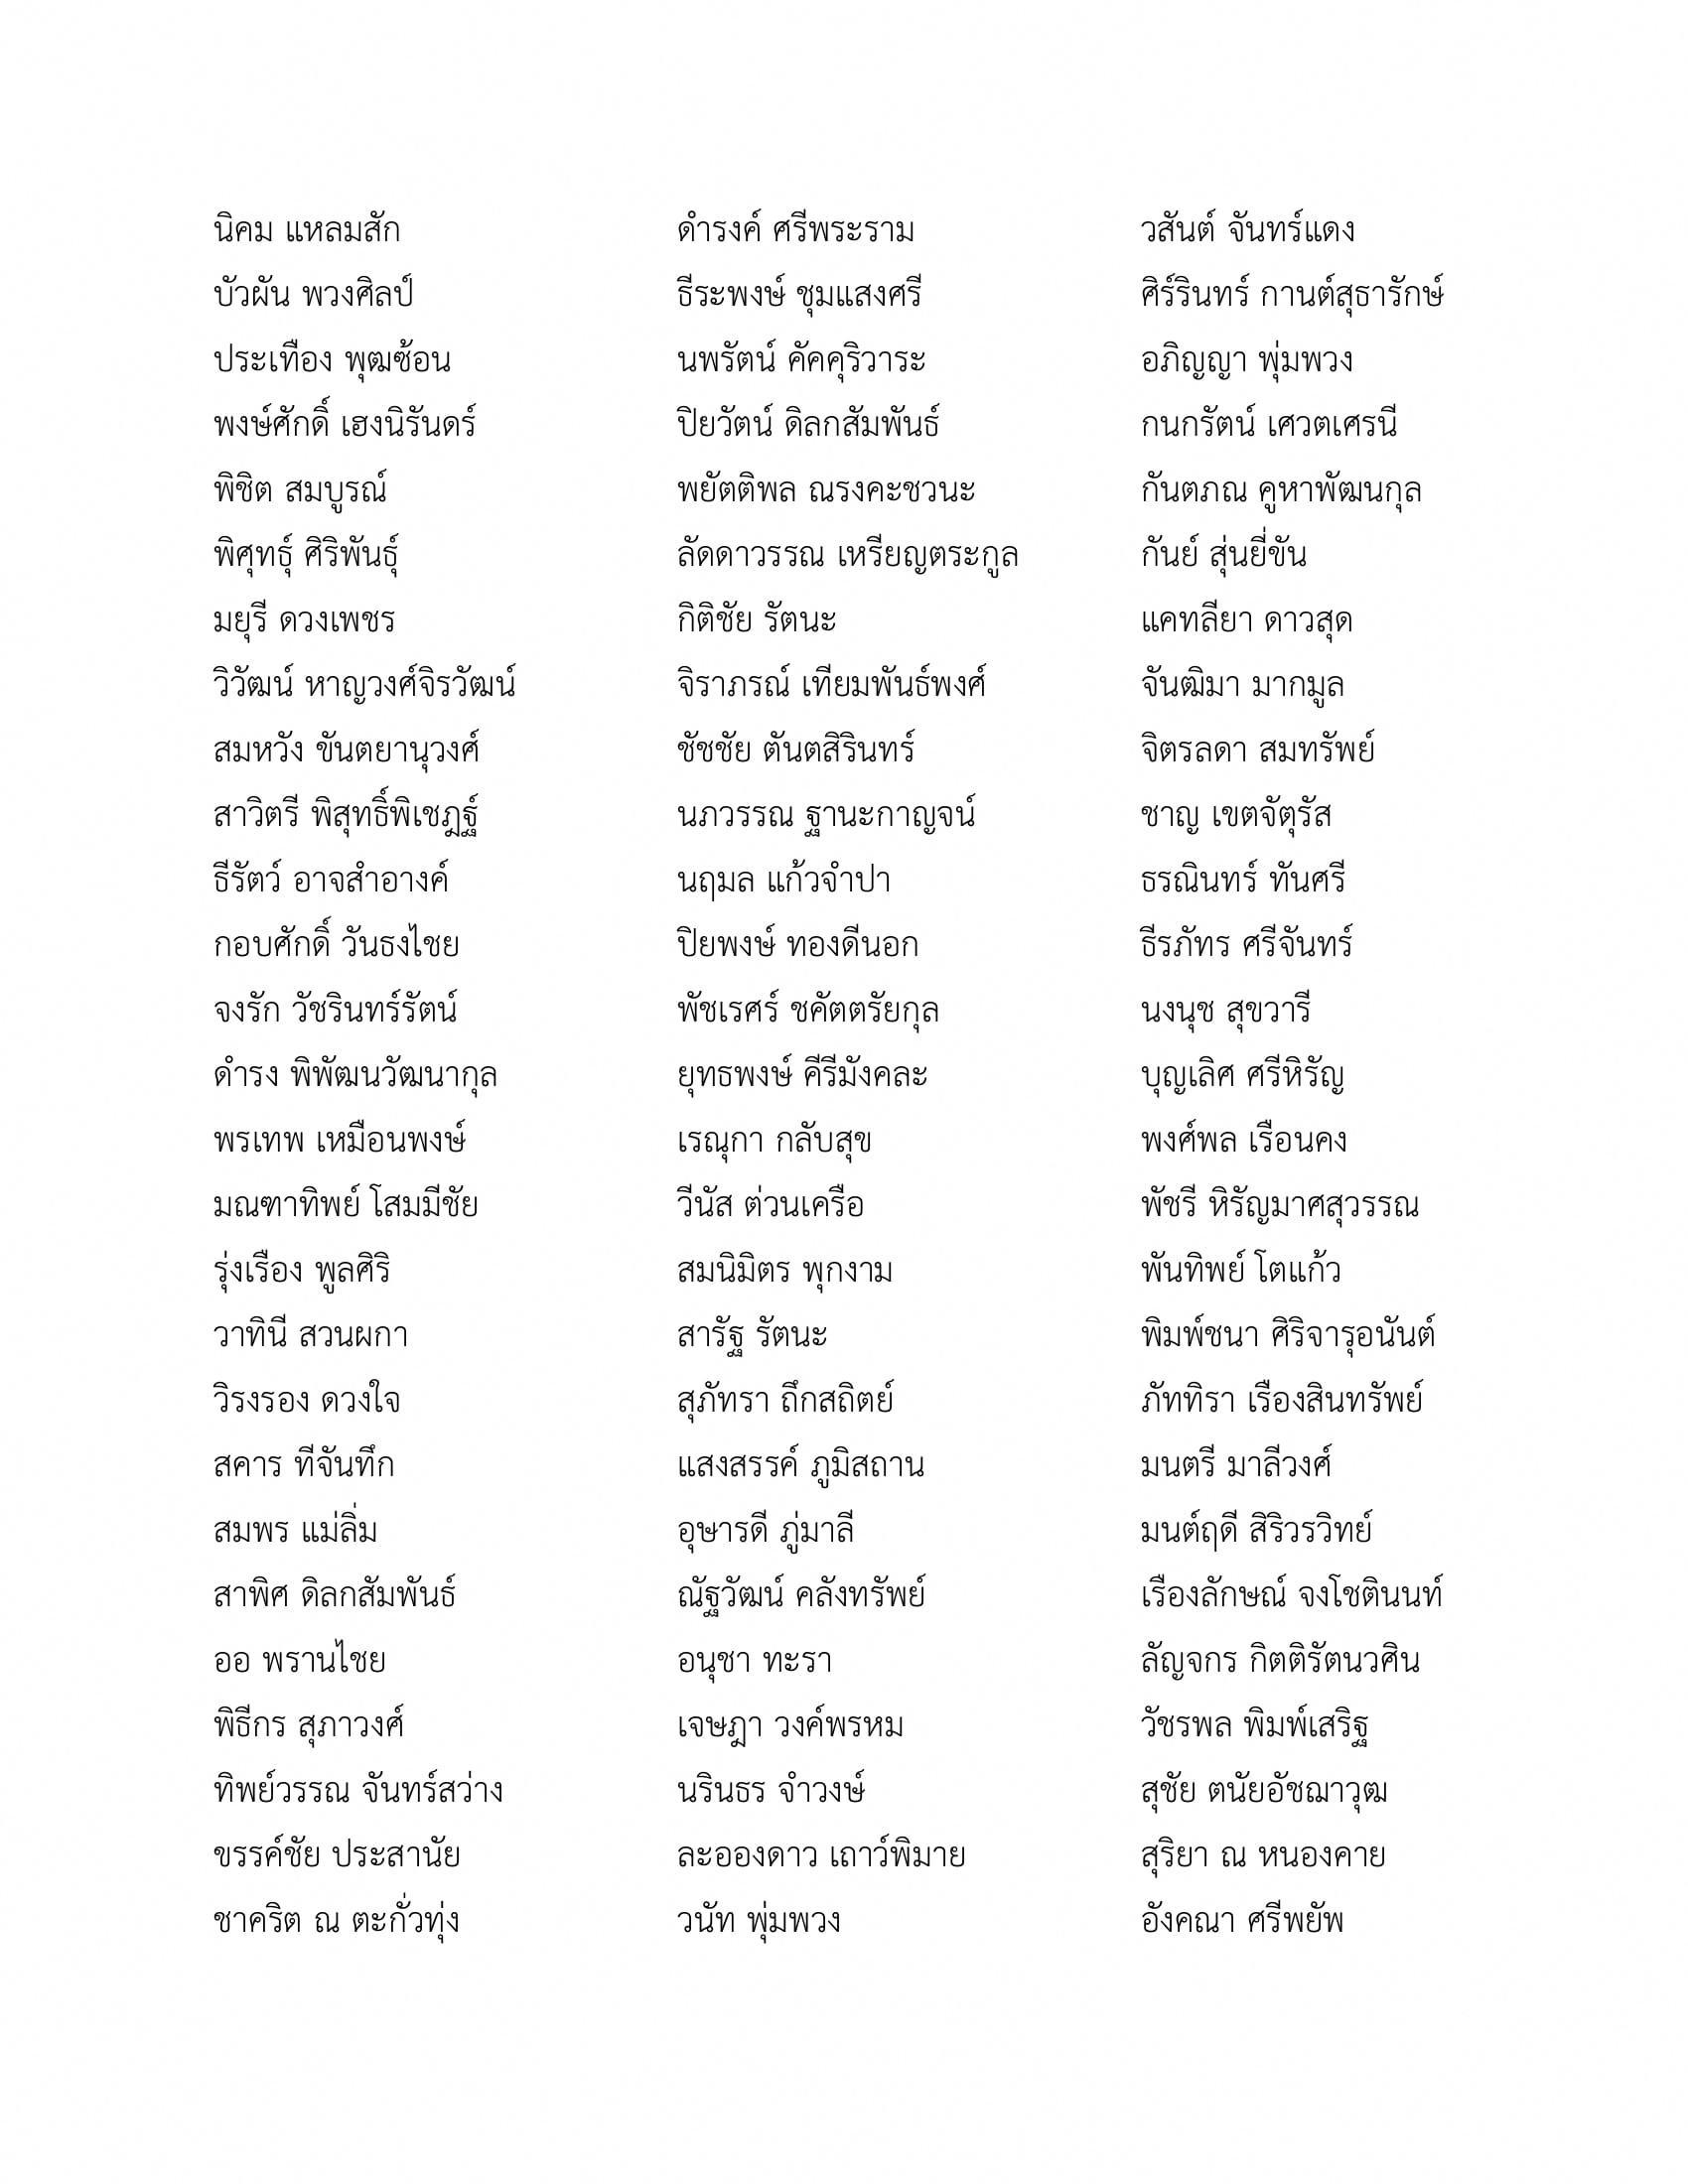 นิคม แหลมสัก
บัวผัน พวงศิลป์
ประเทือง พุฒซ้อน
พงษ์ศักดิ์ เฮงนิรันดร์
พิชิต สมบูรณ์
พิศุทธุ์ ศิริพันธุ์
มยุรี ดวงเพชร
วิวัฒน์ หาญวงศ์จิรวัฒน์
สมหวัง ขันตยานุวงศ์
สาวิตรี พิสุทธิ์พิเชฎฐ์
ธีรัตว์ อาจสำอางค์
กอบศักดิ์ วันธงไชย
จงรัก วัชรินทร์รัตน์
ดำรง พิพัฒนวัฒนากุล
พรเทพ เหมือนพงษ์
มณฑาทิพย์ โสมมีชัย
รุ่งเรือง พูลศิริ
วาทินี สวนผกา
วิรงรอง ดวงใจ
สคาร ทีจันทึก
สมพร แม่ลิ่ม
สาพิศ ดิลกสัมพันธ์
ออ พรานไชย
พิธีกร สุภาวงศ์
ทิพย์วรรณ จันทร์สว่าง
ขรรค์ชัย ประสานัย
ชาคริต ณ ตะกั่วทุ่ง
ดำรงค์ ศรีพระราม
ธีระพงษ์ ชุมแสงศรี
นพรัตน์ คัคคุริวาระ
ปิยวัตน์ ดิลกสัมพันธ์
พยัตติพล ณรงคะชวนะ
ลัดดาวรรณ เหรียญตระกูล
กิติชัย รัตนะ
จิราภรณ์ เทียมพันธ์พงศ์
ชัชชัย ตันตสิรินทร์
นภวรรณ ฐานะกาญจน์
นฤมล แก้วจำปา
ปิยพงษ์ ทองดีนอก
พัชเรศร์ ชคัตตรัยกุล
ยุทธพงษ์ คีรีมังคละ
เรณุกา กลับสุข
วีนัส ต่วนเครือ
สมนิมิตร พุกงาม
สารัฐ รัตนะ
สุภัทรา ถึกสถิตย์
แสงสรรค์ ภูมิสถาน
อุษารดี ภู่มาลี
ณัฐวัฒน์ คลังทรัพย์
อนุชา ทะรา
เจษฎา วงค์พรหม
นรินธร จำวงษ์
ละอองดาว เถาว์พิมาย
วนัท พุ่มพวง
วสันต์ จันทร์แดง
ศิร์รินทร์ กานต์สุธารักษ์
อภิญญา พุ่มพวง
กนกรัตน์ เศวตเศรนี
กันตภณ คูหาพัฒนกุล
กันย์ สุ่นยี่ขัน
แคทลียา ดาวสุด
จันฒิมา มากมูล
จิตรลดา สมทรัพย์
ชาญ เขตจัตุรัส
ธรณินทร์ ทันศรี
ธีรภัทร ศรีจันทร์
นงนุช สุขวารี
บุญเลิศ ศรีหิรัญ
พงศ์พล เรือนคง
พัชรี หิรัญมาศสุวรรณ
พันทิพย์ โตแก้ว
พิมพ์ชนา ศิริจารุอนันต์
ภัททิรา เรืองสินทรัพย์
มนตรี มาลีวงศ์
มนต์ฤดี สิริวรวิทย์
เรืองลักษณ์ จงโชตินนท์
ลัญจกร กิตติรัตนวศิน
วัชรพล พิมพ์เสริฐ
สุชัย ตนัยอัชฌาวุฒ
สุริยา ณ หนองคาย
อังคณา ศรีพยัพ